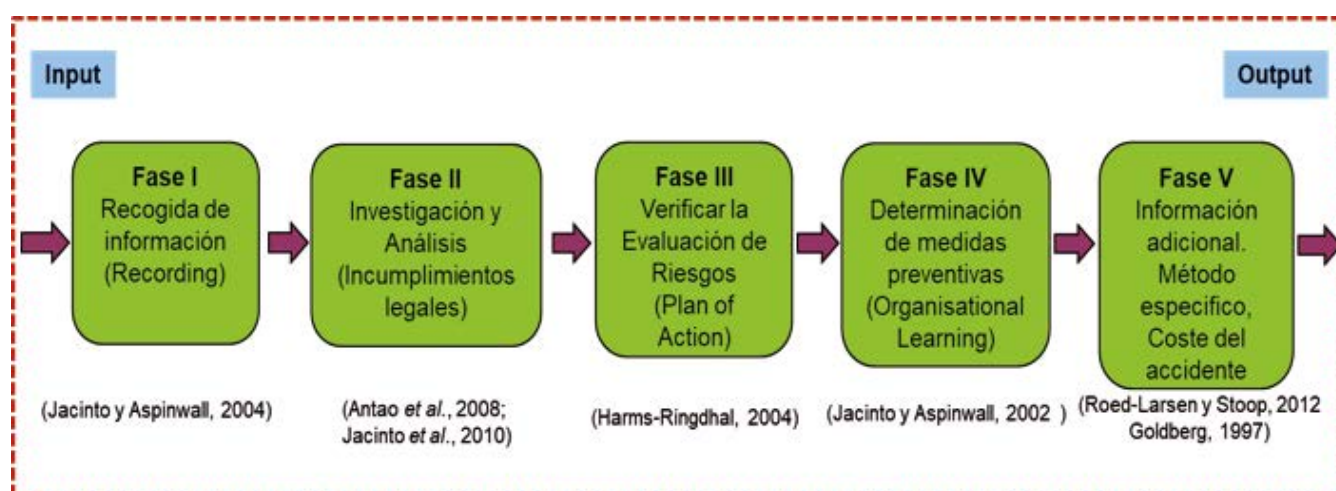 Input
Output
Fase I
Recogida de
información
(Recording)
Fase II
Investigación y
Análisis
(Incumplimientos
legales)
Fase III
Verificar la
Evaluación de
Riesgos
(Plan of
Action)
Fase IV
Determinación
de medidas
preventivas
(Organisational
Learning)
Fase V
Información
adicional.
Método
especifico,
Coste del
accidente
(Jacinto y Aspinwall, 2004)
(Antao et al., 2008;
Jacinto et al., 2010)
(Harms-Ringdhal, 2004)
(Jacinto y Aspinwall, 2002 )
(Roed-Larsen y Stoop, 2012
Goldberg, 1997)